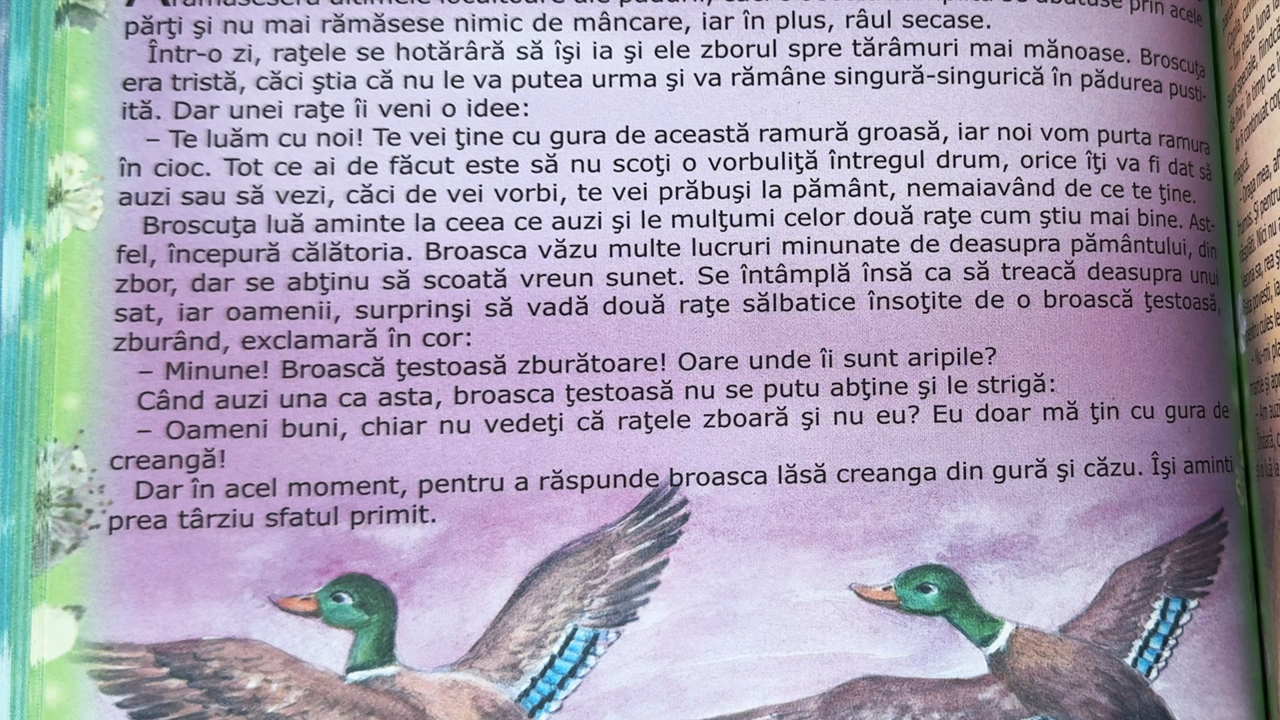 părţi şi nu mai rămăsese nimic de mâncare, iar în plus, râul secase.
Într-o zi, raţele se hotărâră să îşi ia şi ele zborul spre tărâmuri mai mănoase. Broscuţa
era tristă, căci ştia că nu le va putea urma şi va rămâne singură-singurică în pădurea pusti-
ită. Dar unei raţe îi veni o idee:
– Te luăm cu noi! Te vei ţine cu gura de această ramură groasă, iar noi vom purta ramura
în cioc. Tot ce ai de făcut este să nu scoţi o vorbuliţă întregul drum, orice îţi va fi dat să
auzi sau să vezi, căci de vei vorbi, te vei prăbuşi la pământ, nemaiavând de ce te ţine.
Broscuţa luă aminte la ceea ce auzi şi le mulţumi celor două raţe cum ştiu mai bine. Ast-
fel, începură călătoria. Broasca văzu multe lucruri minunate de deasupra pământului, din
zbor, dar se abţinu să scoată vreun sunet. Se întâmplă însă ca să treacă deasupra unui
sat, iar oamenii, surprinşi să vadă două raţe sălbatice însoţite de o broască ţestoasă,
zburând, exclamară în cor:
– Minune! Broască ţestoasă zburătoare! Oare unde îi sunt aripile?
Când auzi una ca asta, broasca ţestoasă nu se putu abţine şi le strigă:
– Oameni buni, chiar nu vedeţi că raţele zboară şi nu eu? Eu doar mă ţin cu gura de
creangă!
Dar în acel moment, pentru a răspunde broasca lăsă creanga din gură şi căzu. Îşi aminti
prea târziu sfatul primit.